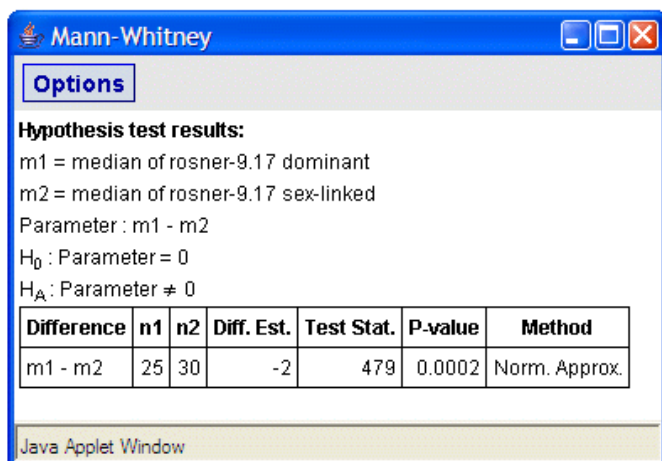 Mann-Whitney
Options
Hypothesis test results:
m1 = median of rosner-9.17 dominant
m2 = median of rosner-9.17 sex-linked
Parameter : m1 - m2
H0 : Parameter = 0
HA : Parameter ≠ 0
Difference n1 n2 Diff. Est. Test Stat. P-value Method
m1 - m2 25 30 -2 479 0.0002 Norm. Approx.
Java Applet Window